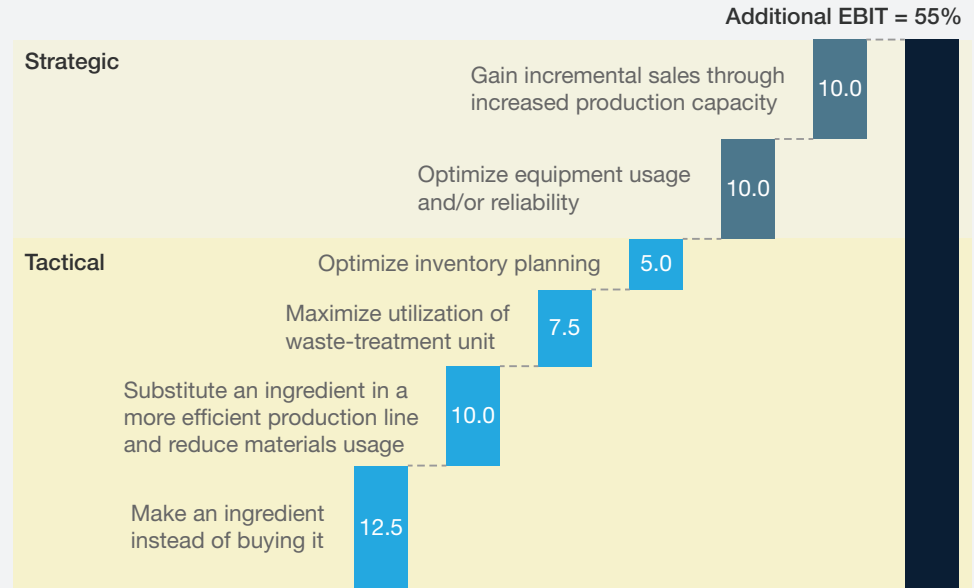 Additional EBIT = 55%
Strategic
Gain incremental sales through
increased production capacity
10.0
Optimize equipment usage
and/or reliability
10.0
Tactical
Optimize inventory planning
5.0
Maximize utilization of
waste-treatment unit
7.5
Substitute an ingredient in a
more efficient production line
and reduce materials usage
10.0
Make an ingredient
instead of buying it
12.5